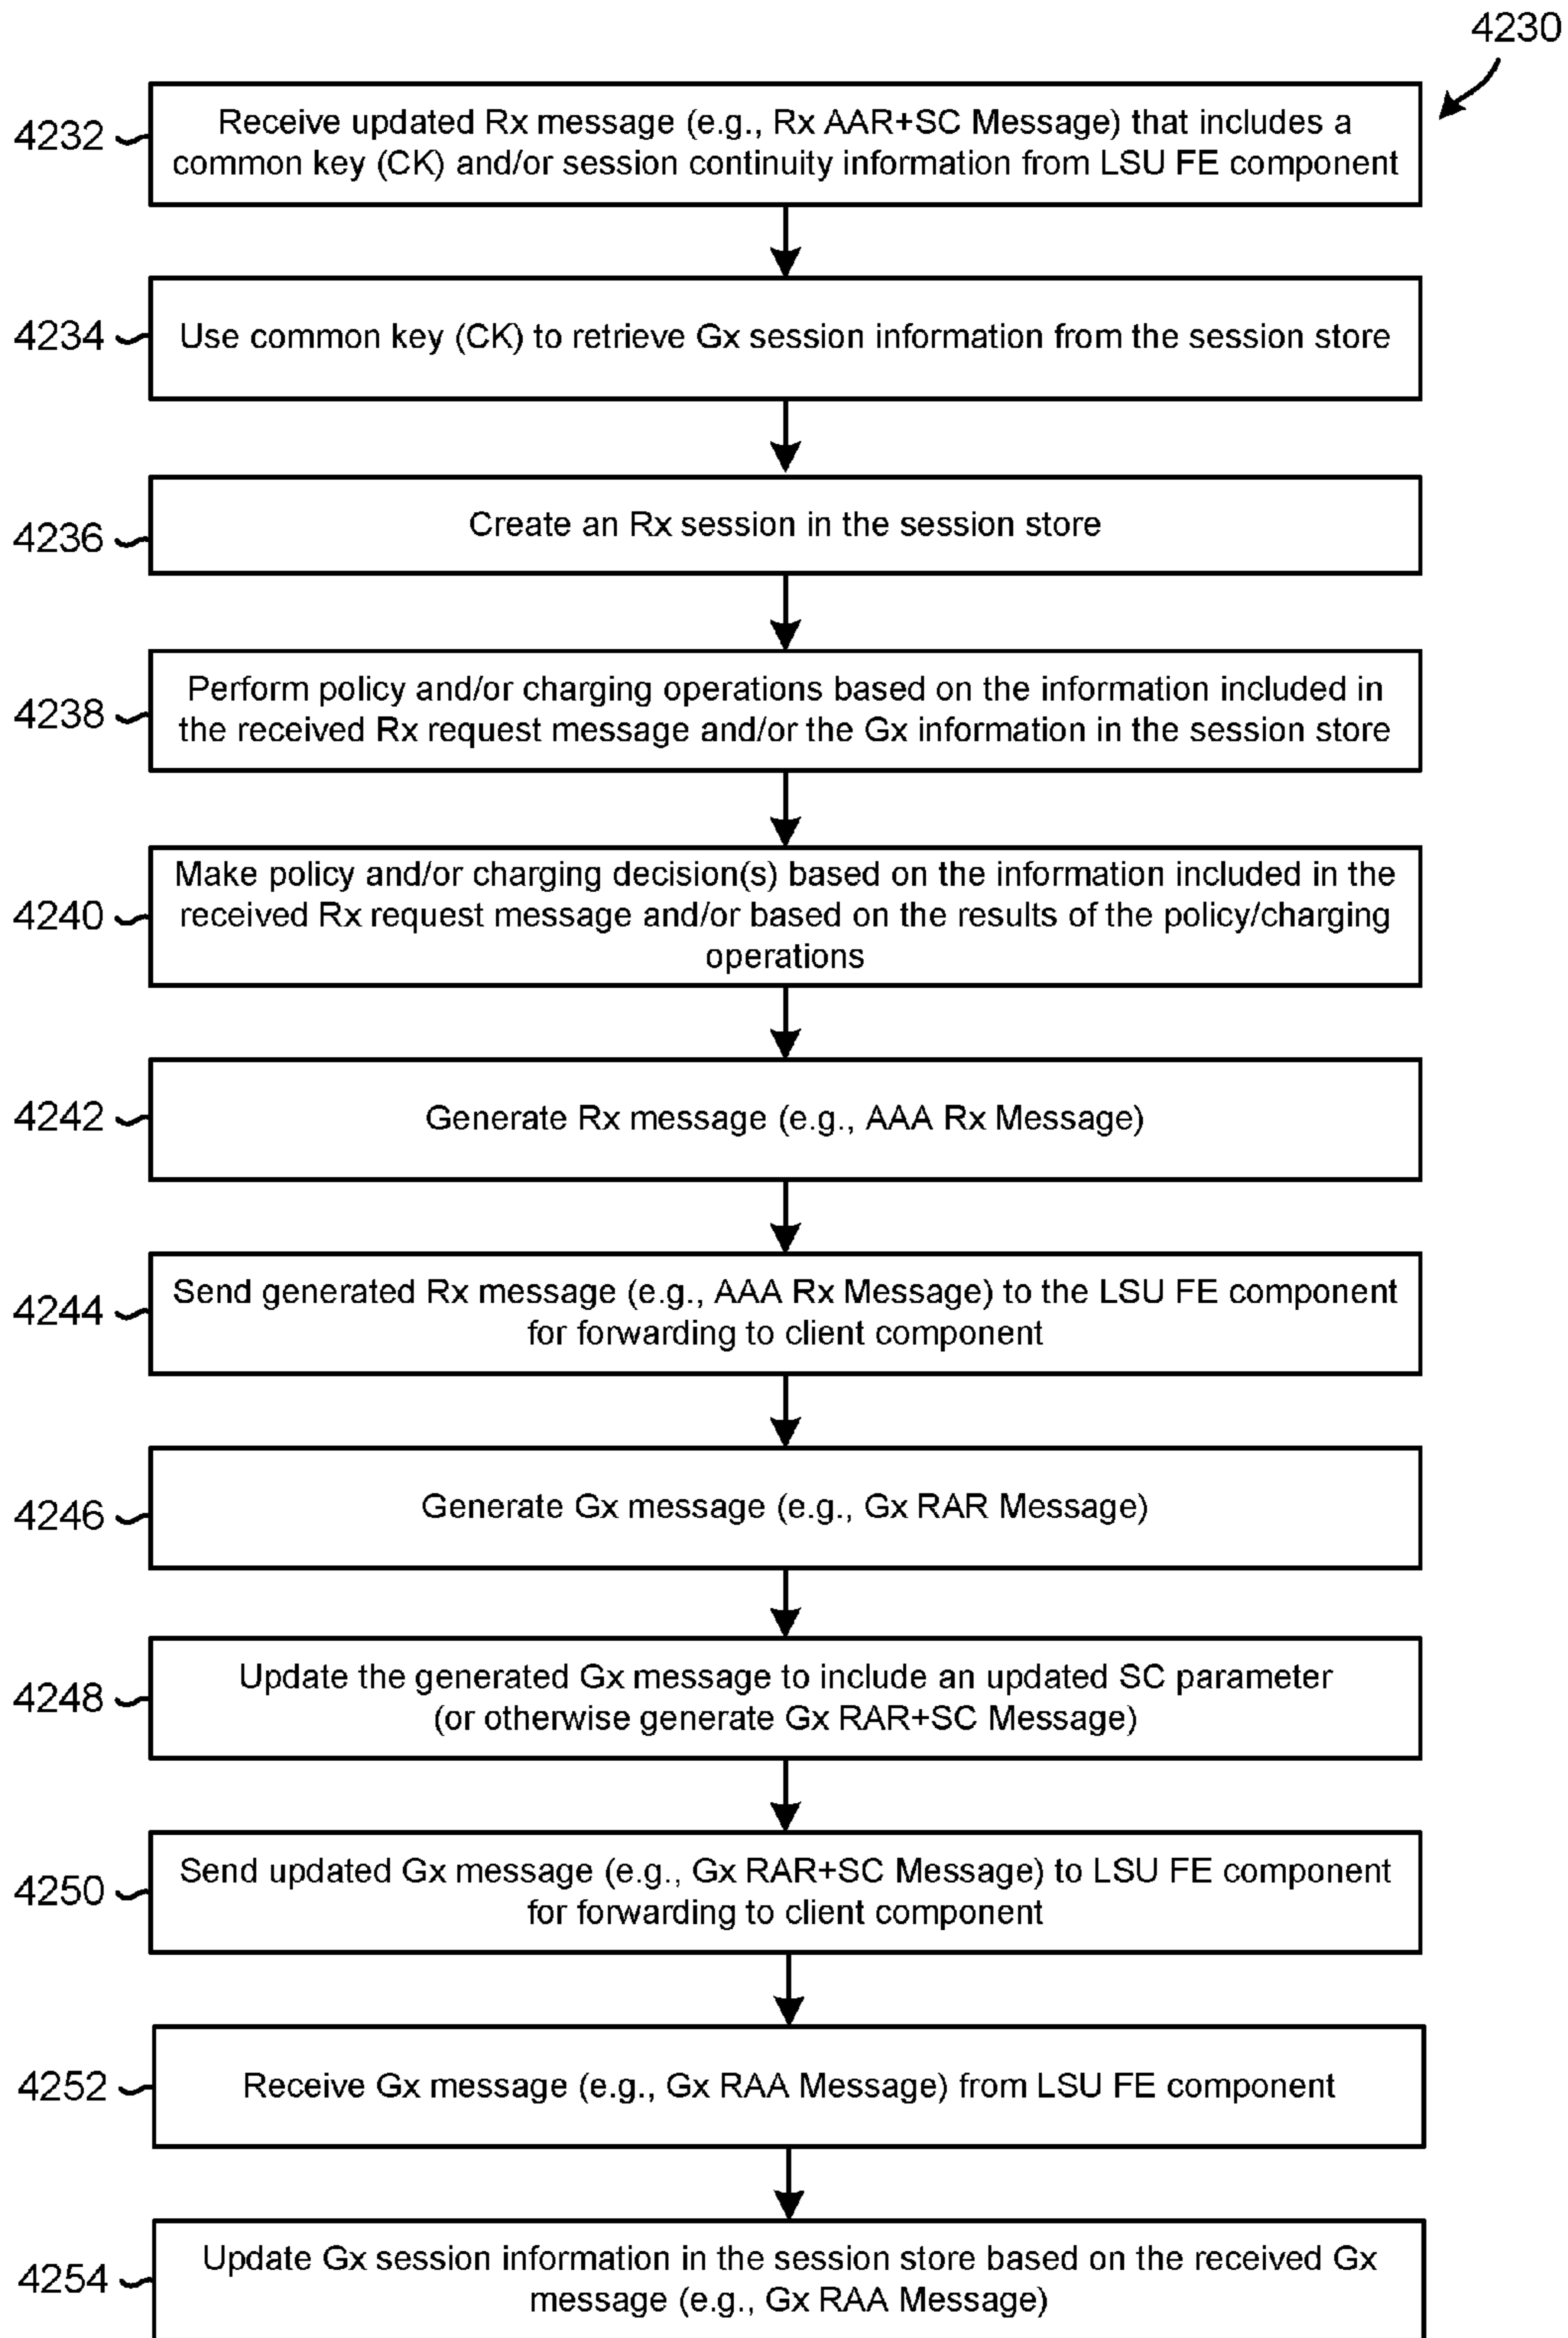 4230
4232
Receive updated Rx message (e.g., Rx AAR+SC Message) that includes a
common key (CK) and/or session continuity information from LSU FE component
4234
Use common key (CK) to retrieve Gx session information from the session store
4236
Create an Rx session in the session store
4238
Perform policy and/or charging operations based on the information included in
the received Rx request message and/or the Gx information in the session store
4240
Make policy and/or charging decision(s) based on the information included in the
received Rx request message and/or based on the results of the policy/charging
operations
4242
Generate Rx message (e.g., AAA Rx Message)
4244
Send generated Rx message (e.g., AAA Rx Message) to the LSU FE component
for forwarding to client component
4246
Generate Gx message (e.g., Gx RAR Message)
4248
Update the generated Gx message to include an updated SC parameter
(or otherwise generate Gx RAR+SC Message)
4250
Send updated Gx message (e.g., Gx RAR+SC Message) to LSU FE component
for forwarding to client component
4252
Receive Gx message (e.g., Gx RAA Message) from LSU FE component
4254
Update Gx session information in the session store based on the received Gx
message (e.g., Gx RAA Message)